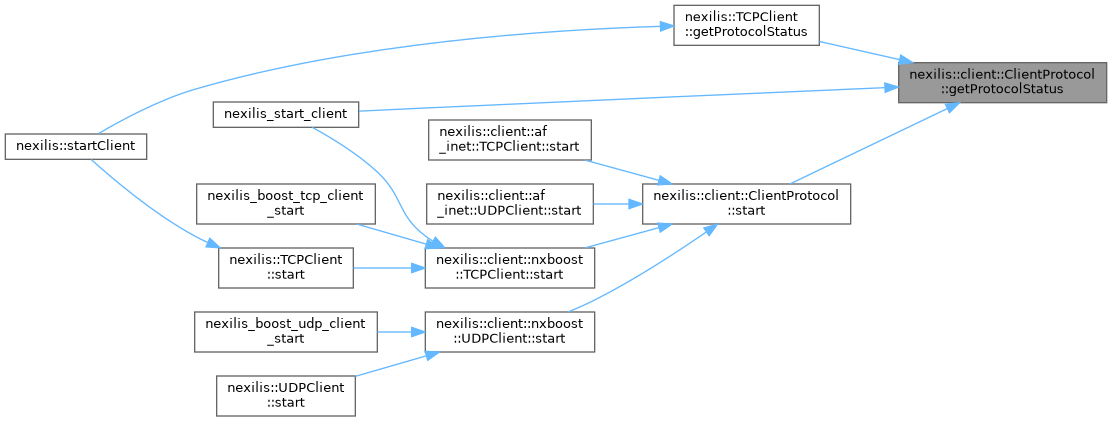 nexilis::TCPClient
::getProtocolStatus
nexilis::client::ClientProtocol
::getProtocolStatus
nexilis_start_client
nexilis::startClient
nexilis::client::af
_inet::TCPClient::start
nexilis_boost_tcp_client
_start
nexilis::client::af
_inet::UDPClient::start
nexilis::client::ClientProtocol
::start
nexilis::TCPClient
::start
nexilis::client::nxboost
::TCPClient::start
nexilis_boost_udp_client
_start
nexilis::client::nxboost
::UDPClient::start
nexilis::UDPClient
::start